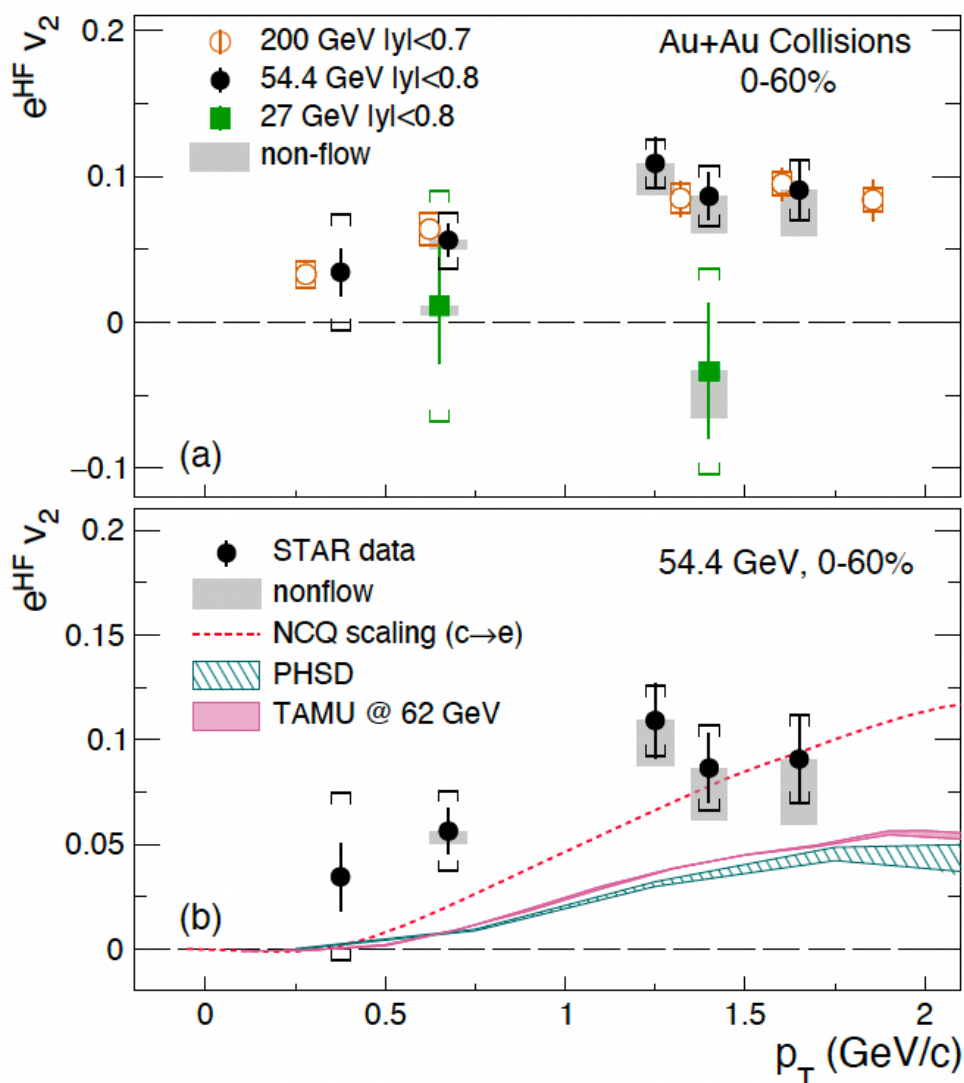 e^HF v_2
0.2
0.1
0
−0.1
200 GeV |y|<0.7
54.4 GeV |y|<0.8
27 GeV |y|<0.8
non-flow
Au+Au Collisions
0-60%
(a)
e^HF v_2
0.2
0.15
0.1
0.05
0
STAR data
nonflow
NCQ scaling (c→e)
PHSD
TAMU @ 62 GeV
54.4 GeV, 0-60%
(b)
0 0.5 1 1.5 2
p_T (GeV/c)